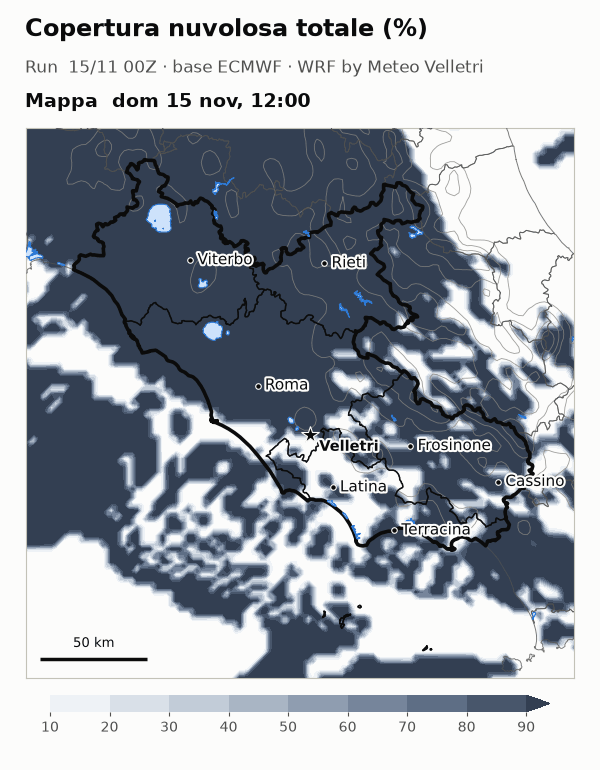 Copertura nuvolosa totale (%)
Run 15/11 00Z · base ECMWF · WRF by Meteo Velletri
Mappa dom 15 nov, 12:00
Viterbo
Rieti
Roma
Velletri
Frosinone
Latina
Cassino
Terracina
50 km
10 20 30 40 50 60 70 80 90